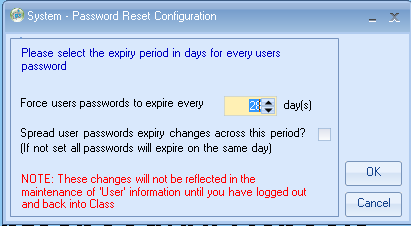 System - Password Reset Configuration
Please select the expiry period in days for every users
password
Force users passwords to expire every 28 day(s)
Spread user passwords expiry changes across this period?
(If not set all passwords will expire on the same day)
NOTE: These changes will not be reflected in the
maintenance of 'User' information until you have logged out
and back into Class
OK
Cancel